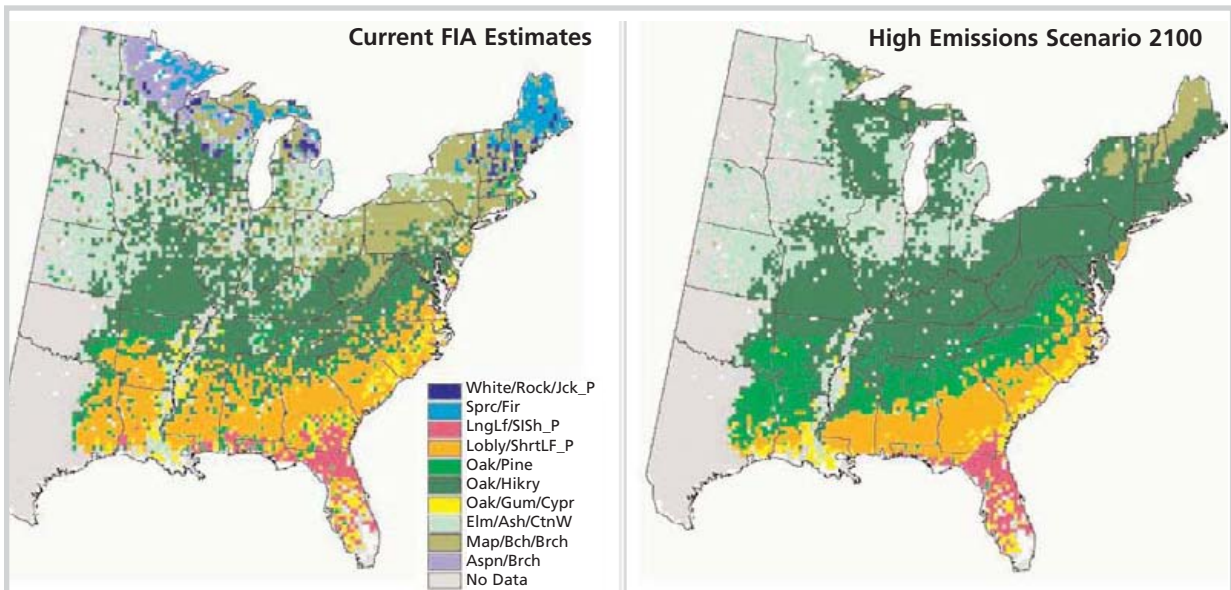 Current FIA Estimates
High Emissions Scenario 2100
White/Rock/Jck_P
Sprc/Fir
LngLf/SlSh_P
Lobly/ShrtLF_P
Oak/Pine
Oak/Hikry
Oak/Gum/Cypr
Elm/Ash/CtnW
Map/Bch/Brch
Aspn/Brch
No Data